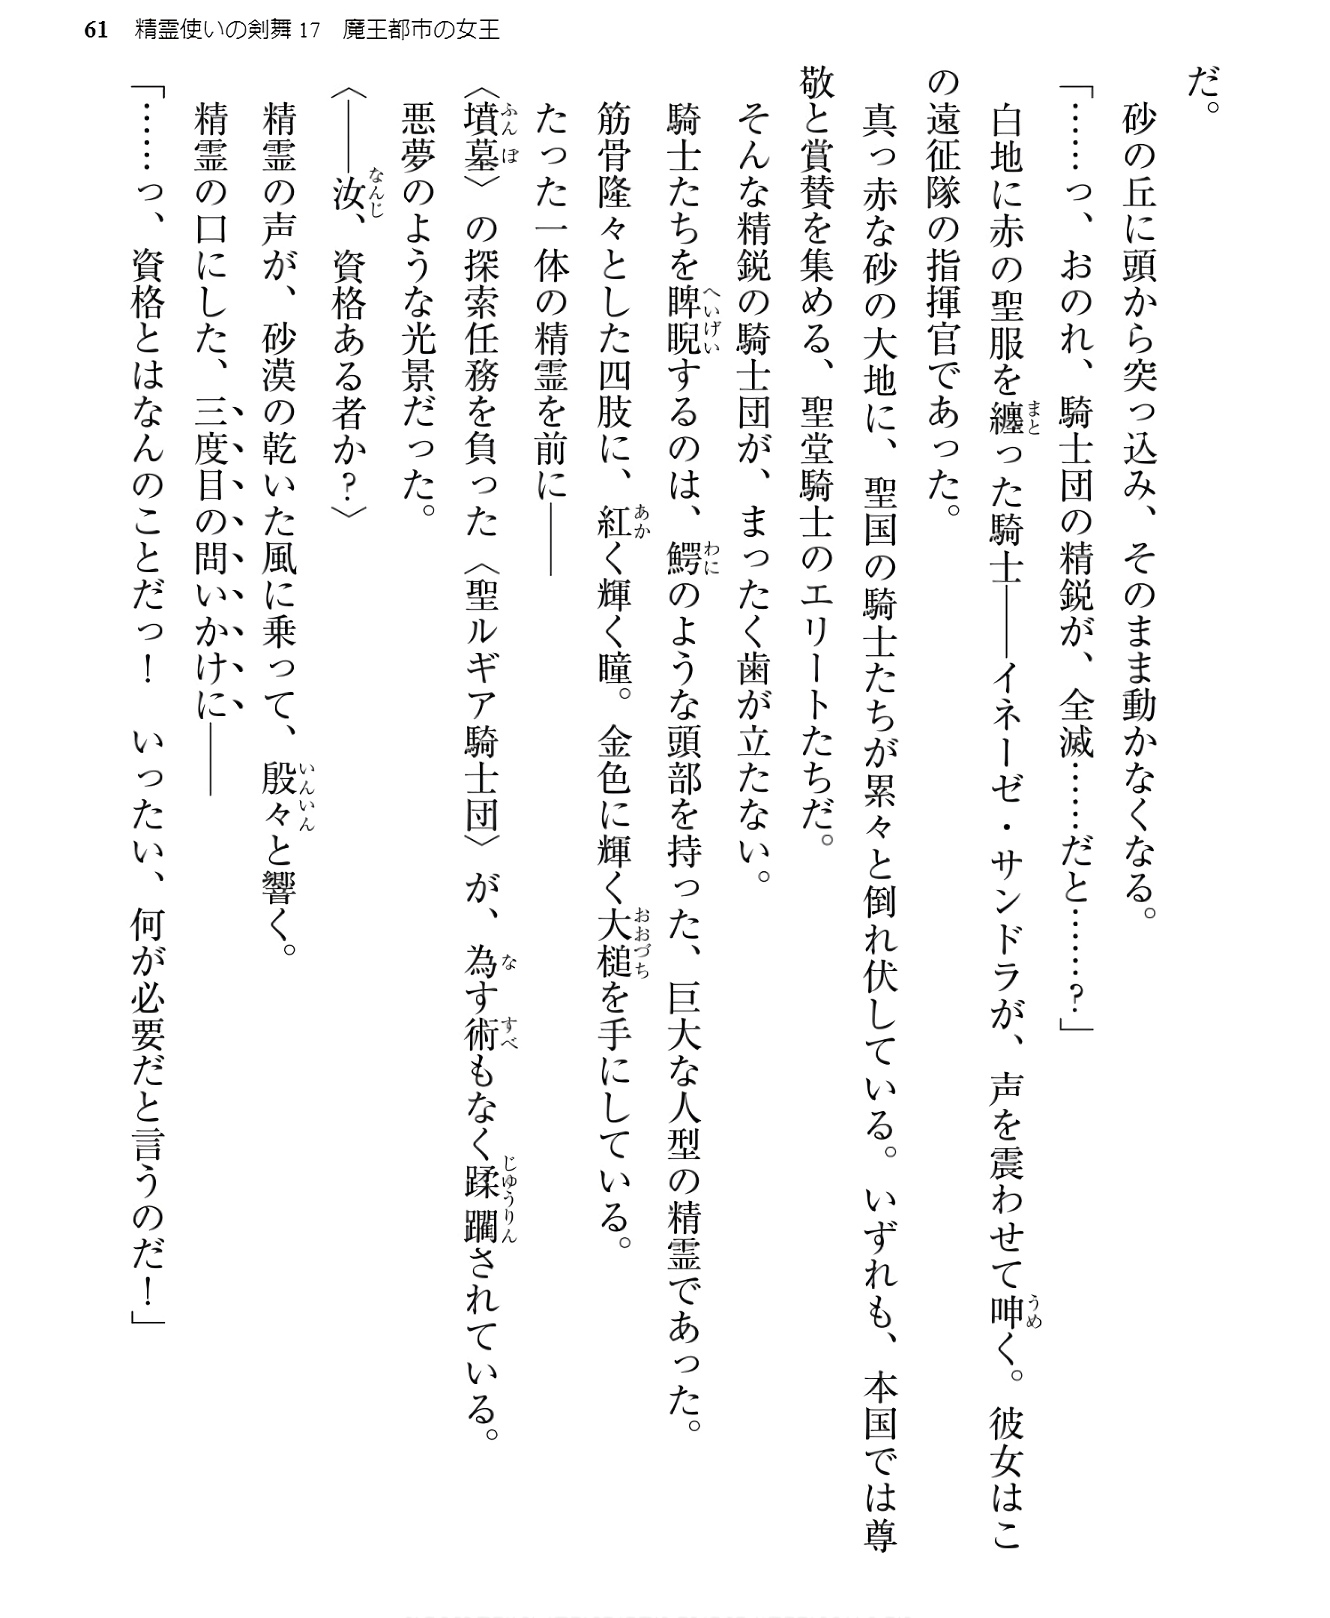 61　精霊使いの剣舞17　魔王都市の女王
だ。
　砂の丘に頭から突っ込み、そのまま動かなくなる。
「……っ、おのれ、騎士団の精鋭が、全滅……だと……？」
　白地に赤の聖服を纏った騎士――イネーゼ・サンドラが、声を震わせて呻く。彼女はこ
の遠征隊の指揮官であった。
　真っ赤な砂の大地に、聖国の騎士たちが累々と倒れ伏している。いずれも、本国では尊
敬と賞賛を集める、聖堂騎士のエリートたちだ。
　そんな精鋭の騎士団が、まったく歯が立たない。
　騎士たちを睥睨するのは、鰐のような頭部を持った、巨大な人型の精霊であった。
　筋骨隆々とした四肢に、紅く輝く瞳。金色に輝く大槌を手にしている。
　たった一体の精霊を前に――
〈墳墓〉の探索任務を負った〈聖ルギア騎士団〉が、為す術もなく蹂躙されている。
　悪夢のような光景だった。
〈――汝、資格ある者か？〉
　精霊の声が、砂漠の乾いた風に乗って、殷々と響く。
　精霊の口にした、三度目の問いかけに――
「……っ、資格とはなんのことだっ！　いったい、何が必要だと言うのだ！」